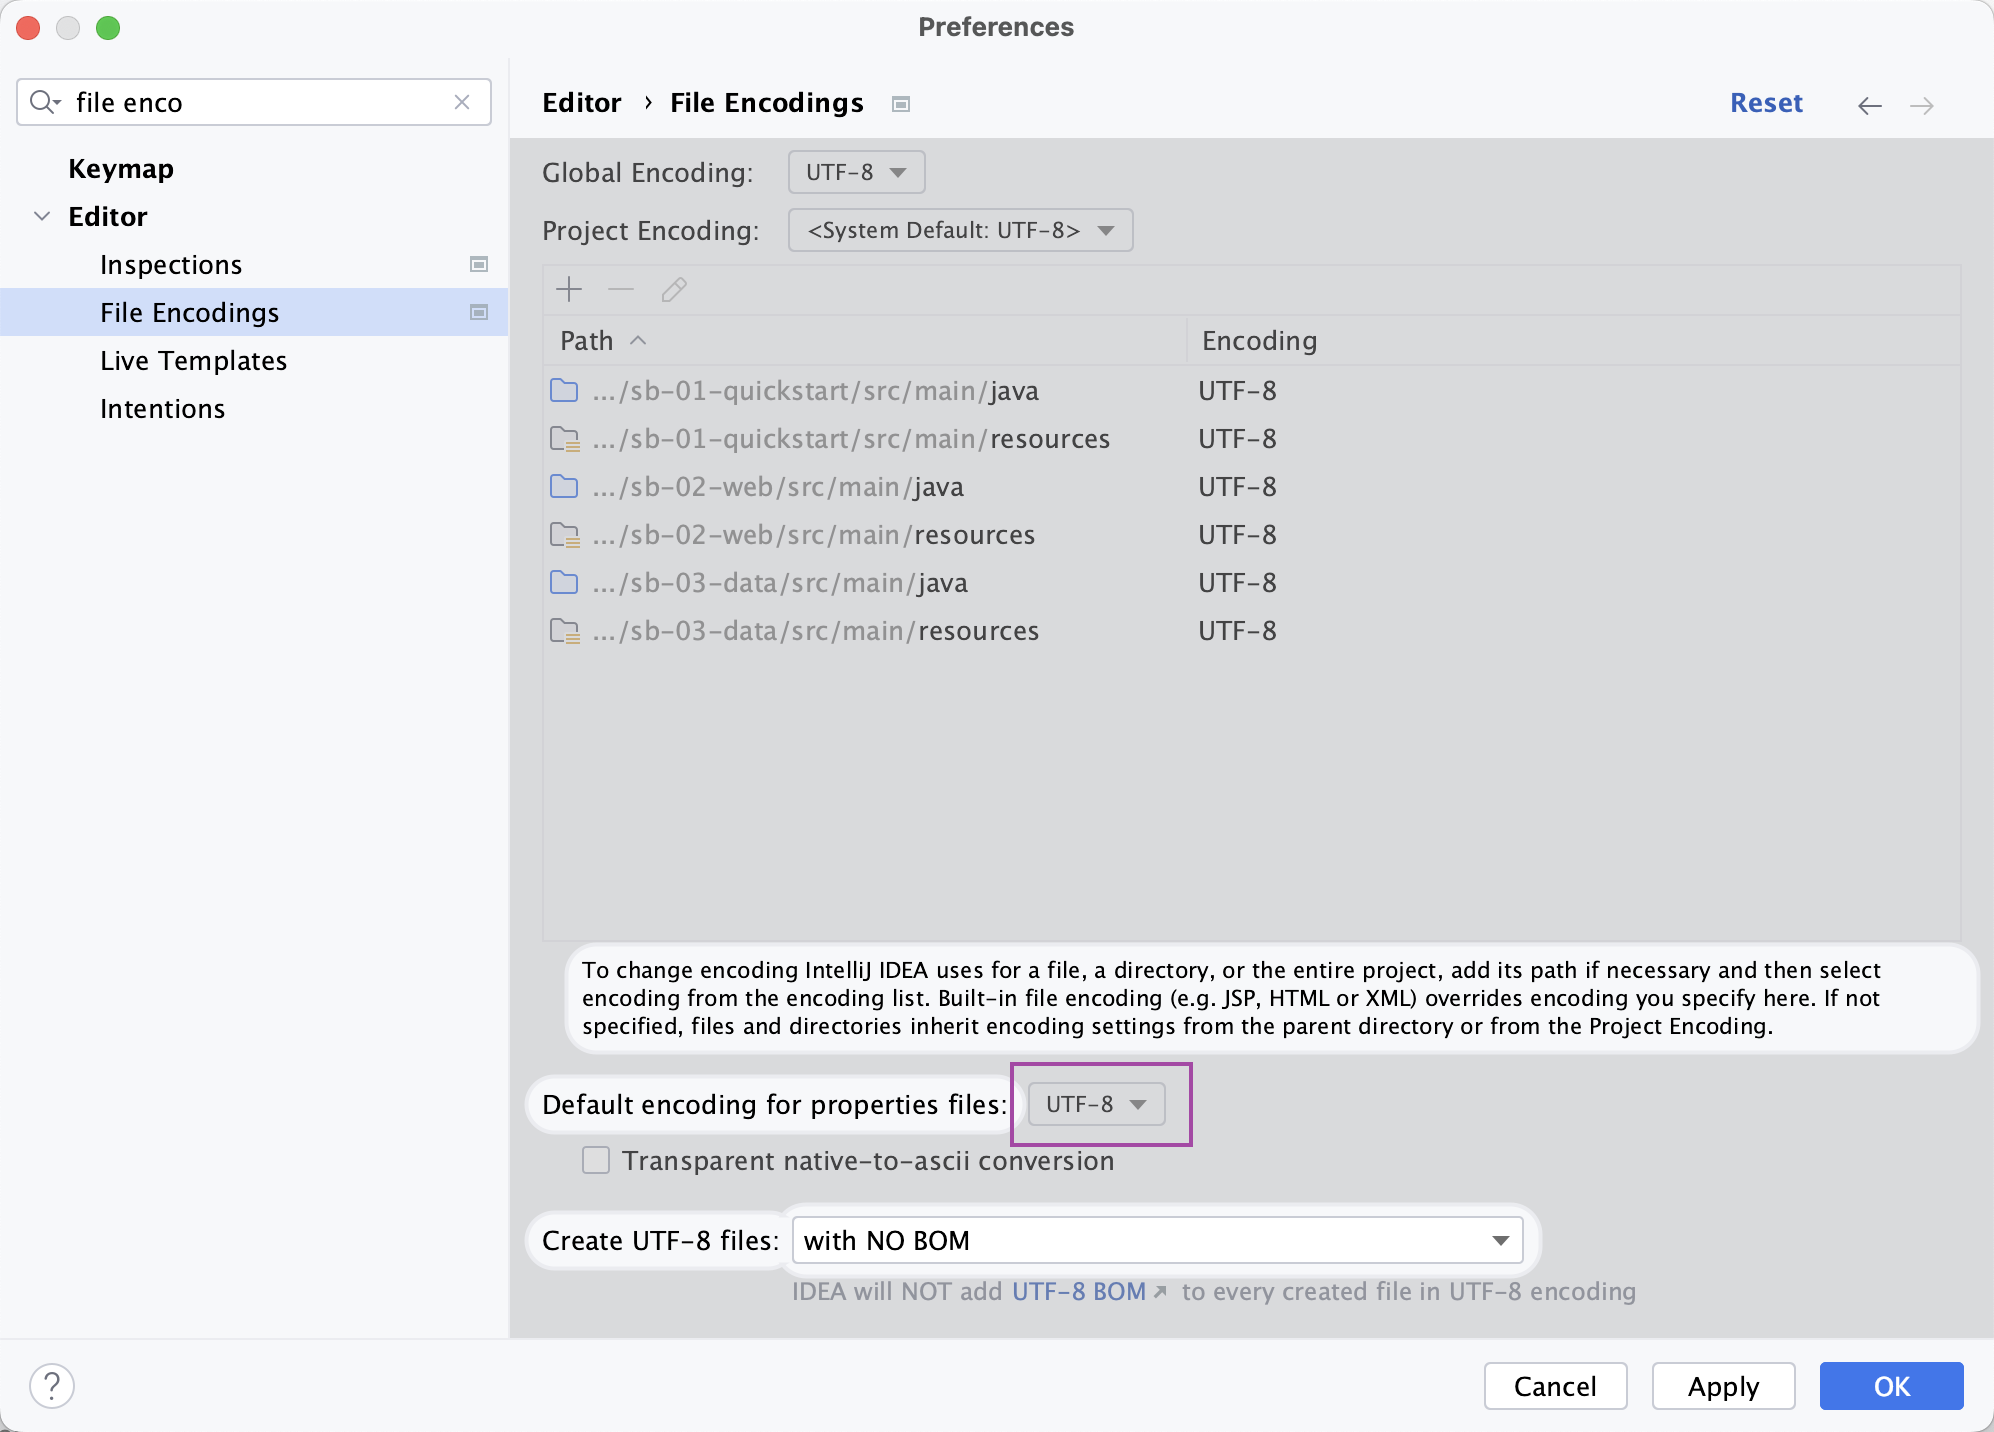 Preferences
file enco
Keymap
Editor
Inspections
File Encodings
Live Templates
Intentions
Editor › File Encodings
Reset
Global Encoding: UTF-8
Project Encoding: <System Default: UTF-8>
Path Encoding
.../sb-01-quickstart/src/main/java UTF-8
.../sb-01-quickstart/src/main/resources UTF-8
.../sb-02-web/src/main/java UTF-8
.../sb-02-web/src/main/resources UTF-8
.../sb-03-data/src/main/java UTF-8
.../sb-03-data/src/main/resources UTF-8
To change encoding IntelliJ IDEA uses for a file, a directory, or the entire project, add its path if necessary and then select
encoding from the encoding list. Built-in file encoding (e.g. JSP, HTML or XML) overrides encoding you specify here. If not
specified, files and directories inherit encoding settings from the parent directory or from the Project Encoding.
Default encoding for properties files: UTF-8
Transparent native-to-ascii conversion
Create UTF-8 files: with NO BOM
IDEA will NOT add UTF-8 BOM ↗ to every created file in UTF-8 encoding
?
Cancel
Apply
OK